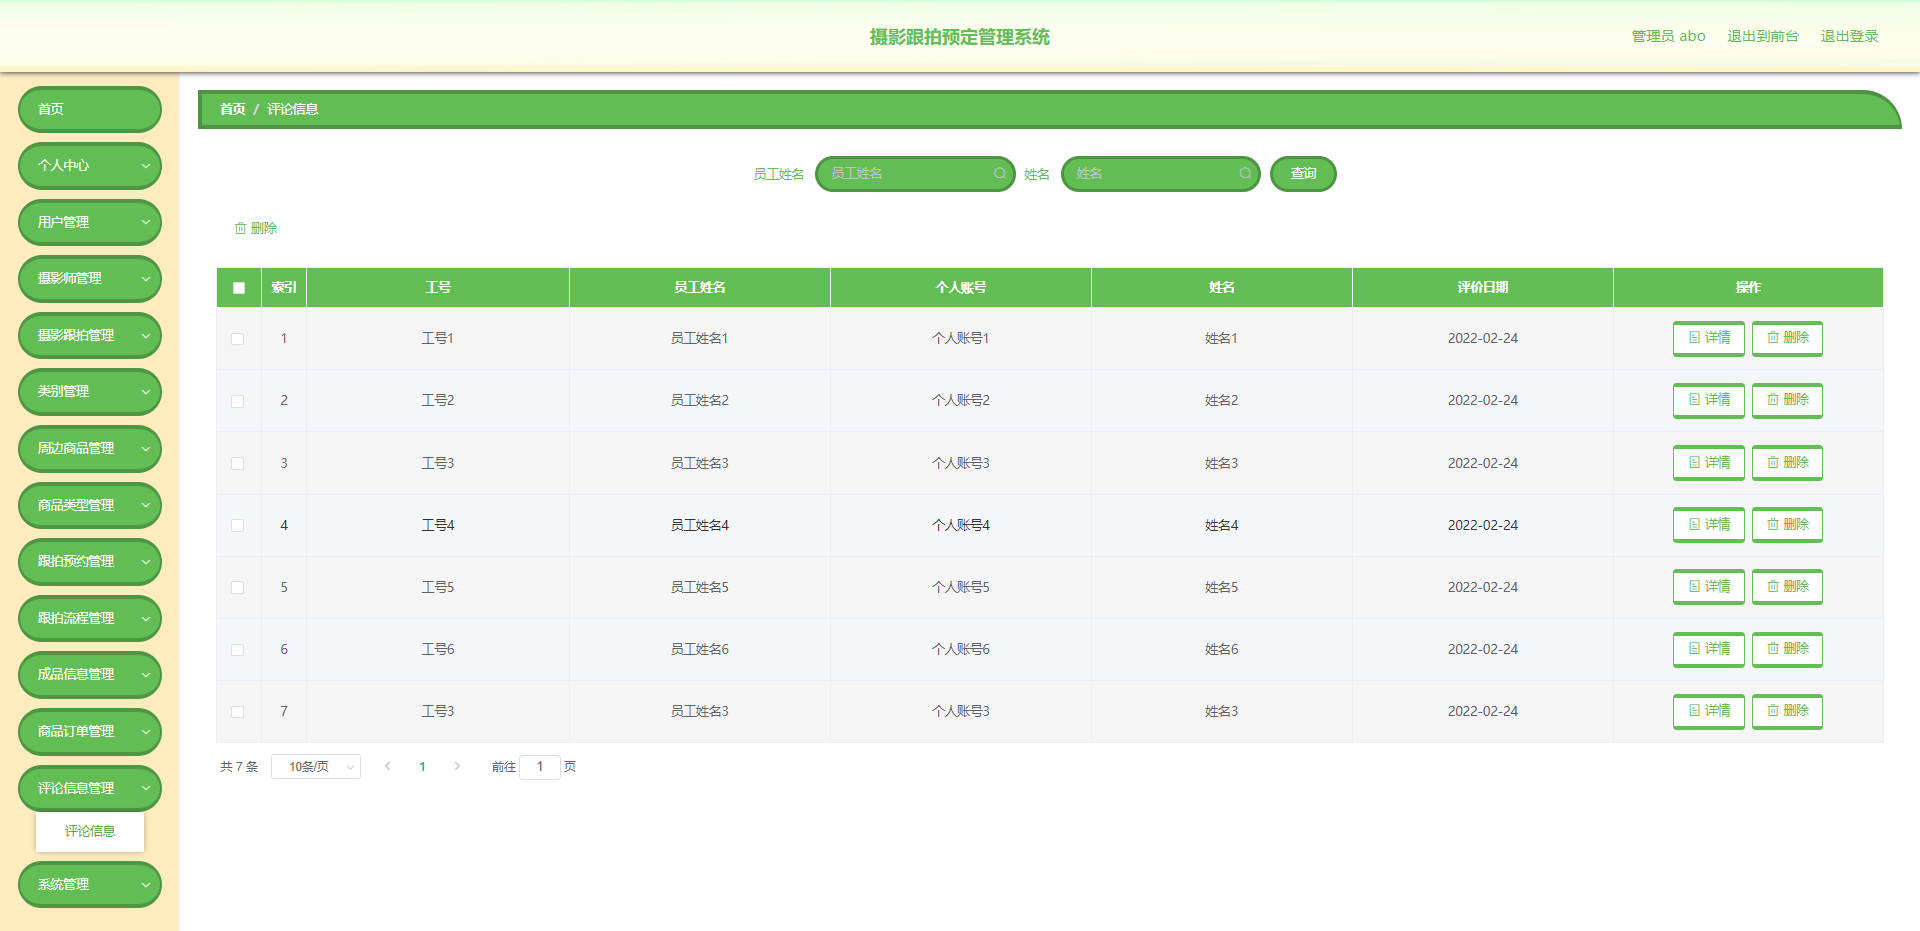 摄影跟拍预定管理系统
管理员 abo 退出到前台 退出登录
首页
个人中心
用户管理
摄影师管理
摄影跟拍管理
类别管理
周边商品管理
商品类型管理
跟拍预约管理
跟拍流程管理
成品信息管理
商品订单管理
评论信息管理
评论信息
系统管理
首页 / 评论信息
员工姓名 员工姓名 姓名 姓名 查询
删除
索引 工号 员工姓名 个人账号 姓名 评价日期 操作
1 工号1 员工姓名1 个人账号1 姓名1 2022-02-24 详情 删除
2 工号2 员工姓名2 个人账号2 姓名2 2022-02-24 详情 删除
3 工号3 员工姓名3 个人账号3 姓名3 2022-02-24 详情 删除
4 工号4 员工姓名4 个人账号4 姓名4 2022-02-24 详情 删除
5 工号5 员工姓名5 个人账号5 姓名5 2022-02-24 详情 删除
6 工号6 员工姓名6 个人账号6 姓名6 2022-02-24 详情 删除
7 工号3 员工姓名3 个人账号3 姓名3 2022-02-24 详情 删除
共 7 条 10条/页 1 前往 1 页